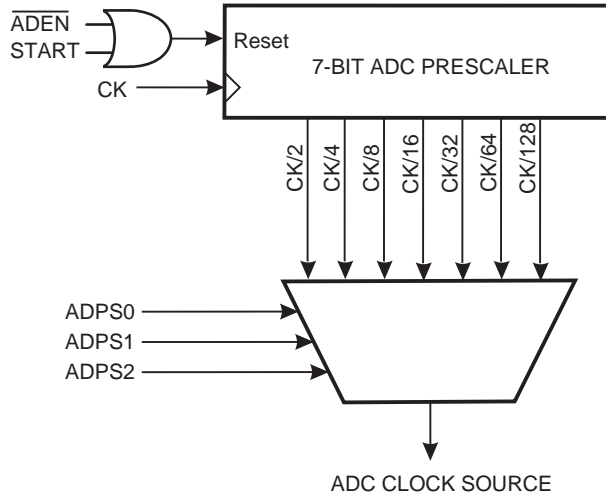 A̅D̅E̅N̅
START
Reset
7-BIT ADC PRESCALER
CK
CK/2
CK/4
CK/8
CK/16
CK/32
CK/64
CK/128
ADPS0
ADPS1
ADPS2
ADC CLOCK SOURCE